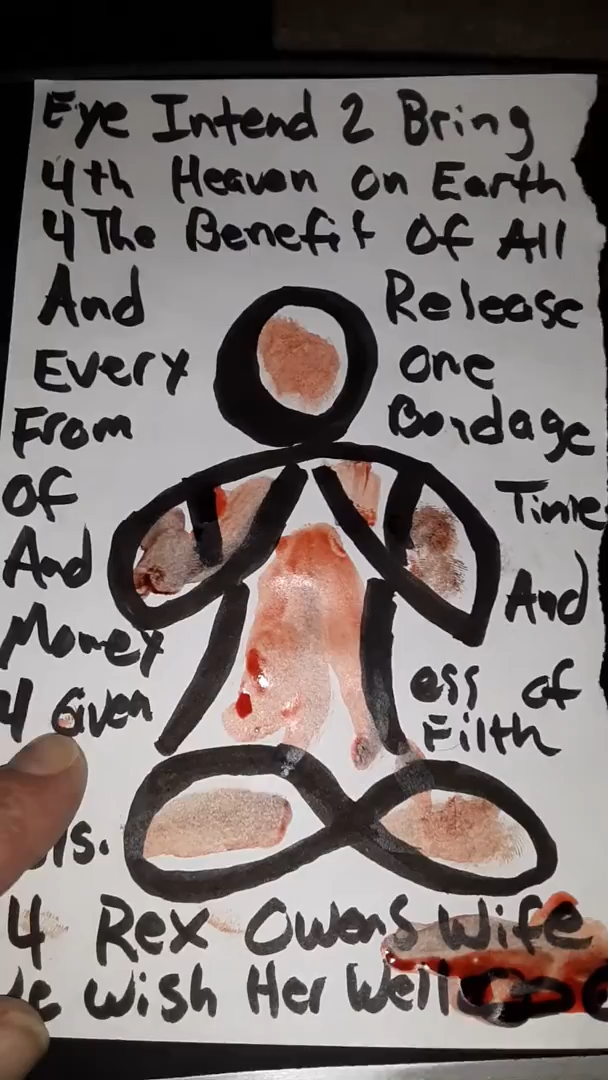 Eye Intend 2 Bring
4th Heaven On Earth
4 The Benefit Of All
And Release
Every one
From Bondage
Of Time
And And
Money ess of
4 Given Filth
4 Rex Owens Wife
Wish Her Well